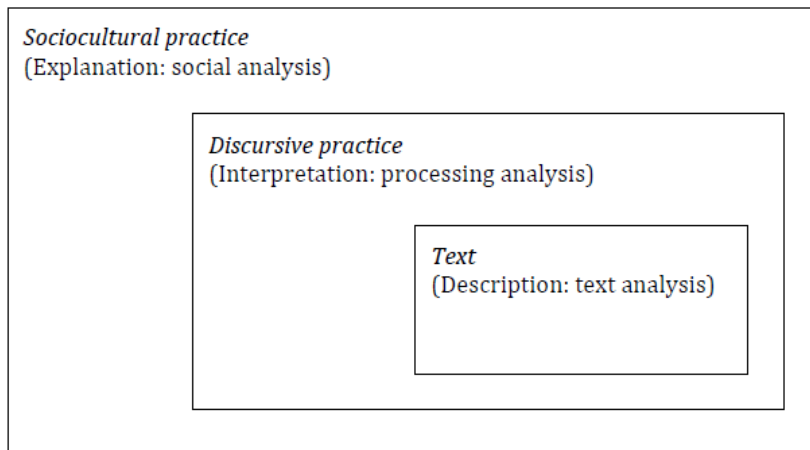 Sociocultural practice
(Explanation: social analysis)
Discursive practice
(Interpretation: processing analysis)
Text
(Description: text analysis)